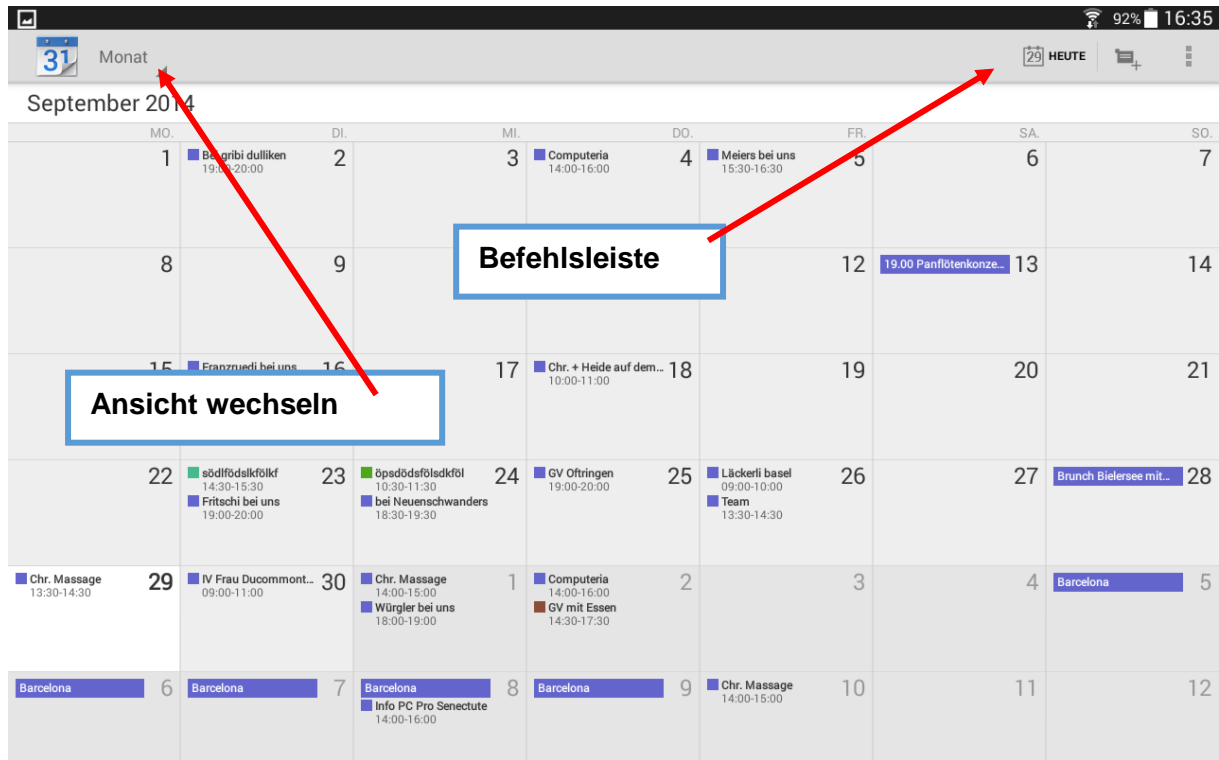 92% 16:35
31 Monat 29 HEUTE
September 2014
MO. DI. MI. DO. FR. SA. SO.
1 2 3 4 5 6 7
gribi dulliken
Computeria
14:00-16:00
Meiers bei uns
15:30-16:30
Befehlsleiste
8 9 12 13 14
19.00 Panflötenkonze...
15 16 17 18 19 20 21
Franzruedi bei uns
Chr. + Heide auf dem...
10:00-11:00
Ansicht wechseln
22 23 24 25 26 27 28
södlfödslkfölkf
14:30-15:30
Fritschi bei uns
19:00-20:00
öpsdödsfölsdkföl
10:30-11:30
bei Neuenschwanders
18:30-19:30
GV Oftringen
19:00-20:00
Läckerli basel
09:00-10:00
Team
13:30-14:30
Brunch Bielersee mit...
29 30 1 2 3 4 5
Chr. Massage
13:30-14:30
IV Frau Ducommont...
09:00-11:00
Chr. Massage
14:00-15:00
Würgler bei uns
18:00-19:00
Computeria
14:00-16:00
GV mit Essen
14:30-17:30
Barcelona
6 7 8 9 10 11 12
Barcelona
Barcelona
Barcelona
Info PC Pro Senectute
14:00-16:00
Barcelona
Chr. Massage
14:00-15:00